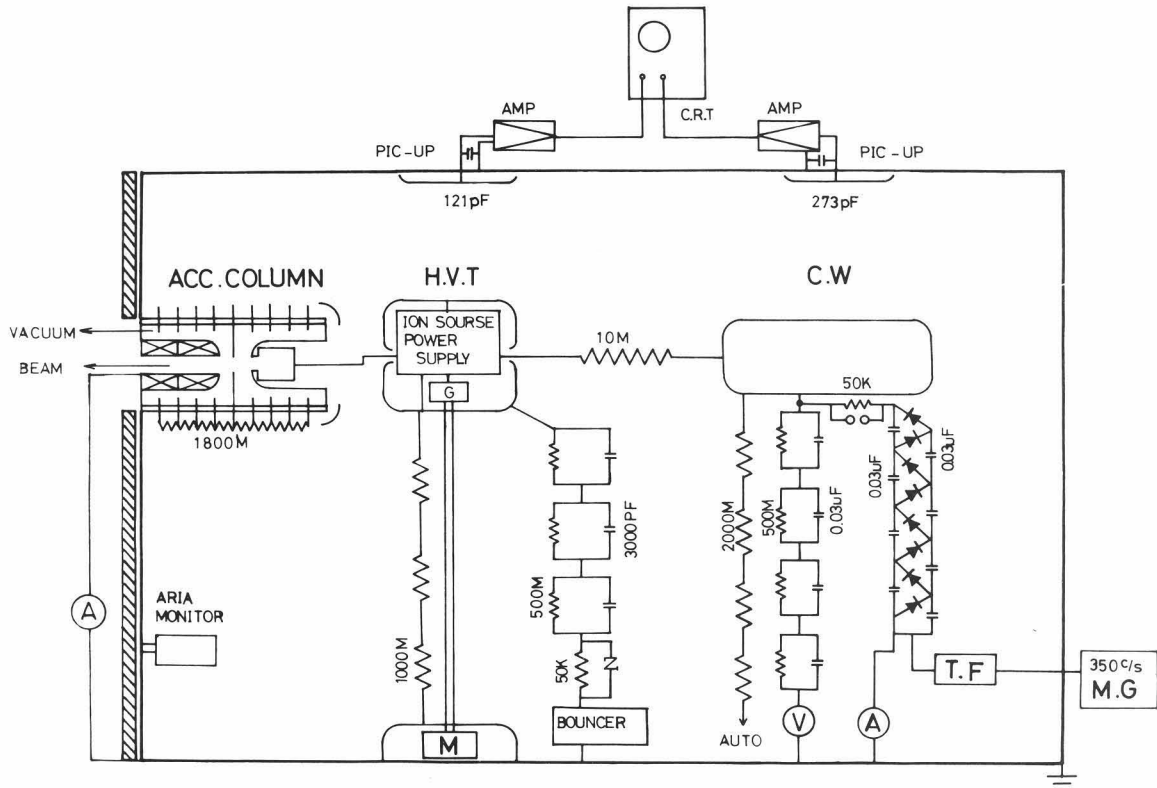 C.R.T
AMP
AMP
PIC-UP
PIC-UP
121pF
273pF
ACC.COLUMN
H.V.T
C.W
VACUUM
BEAM
ION SOURSE
POWER
SUPPLY
G
10M
50K
1800M
0.03uF
0.03uF
3000PF
500M
2000M
500M
0.03uF
ARIA
MONITOR
A
1000M
50K
BOUNCER
M
AUTO
V
A
T.F
350c/s
M.G